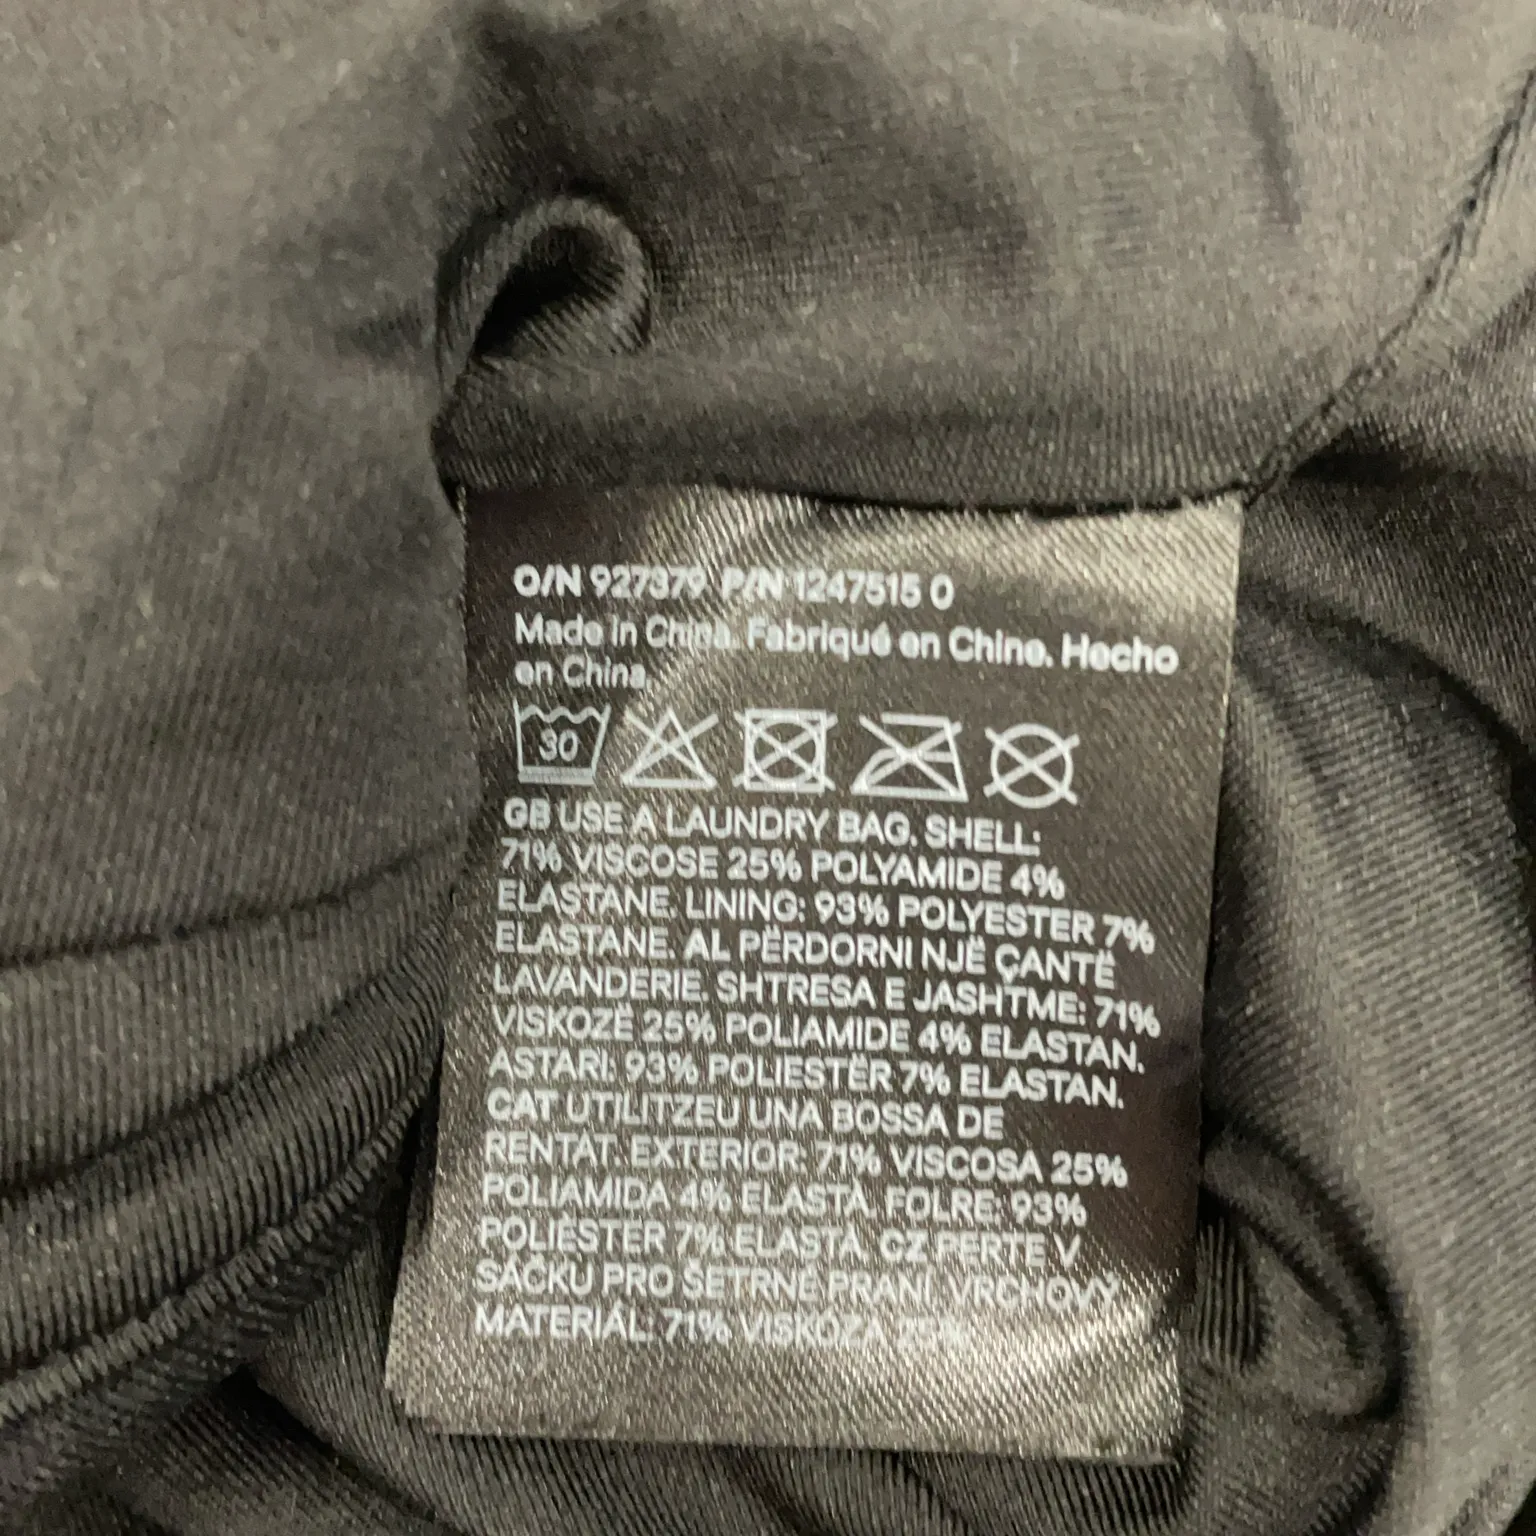 O/N 927379 P/N 1247515 0
Made in China. Fabriqué en Chine. Hecho
en China.
30
GB USE A LAUNDRY BAG. SHELL:
71% VISCOSE 25% POLYAMIDE 4%
ELASTANE. LINING: 93% POLYESTER 7%
ELASTANE. AL PËRDORNI NJË ÇANTË
LAVANDERIE. SHTRESA E JASHTME: 71%
VISKOZË 25% POLIAMIDE 4% ELASTAN.
ASTARI: 93% POLIESTËR 7% ELASTAN.
CAT UTILITZEU UNA BOSSA DE
RENTAT. EXTERIOR: 71% VISCOSA 25%
POLIAMIDA 4% ELASTÀ. FOLRE: 93%
POLIÈSTER 7% ELASTÀ. CZ PERTE V
SÁČKU PRO ŠETRNÉ PRANÍ. VRCHOVÝ
MATERIÁL: 71% VISKÓZA 25%